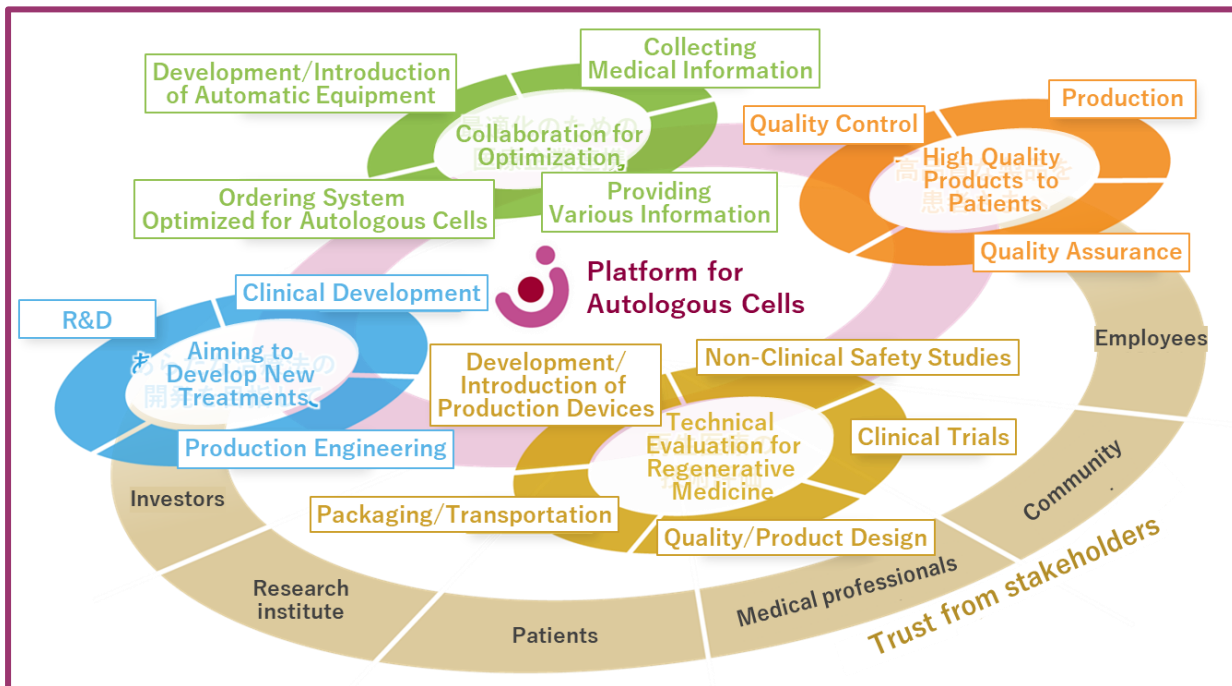 Development/Introduction
of Automatic Equipment
Collecting
Medical Information
Collaboration for
Optimization
Ordering System
Optimized for Autologous Cells
Providing
Various Information
Quality Control
Production
High Quality
Products to
Patients
Quality Assurance
Platform for
Autologous Cells
R&D
Clinical Development
Aiming to
Develop New
Treatments
Production Engineering
Development/
Introduction of
Production Devices
Non-Clinical Safety Studies
Technical
Evaluation for
Regenerative
Medicine
Clinical Trials
Packaging/Transportation
Quality/Product Design
Investors
Research
institute
Patients
Medical professionals
Community
Employees
Trust from stakeholders